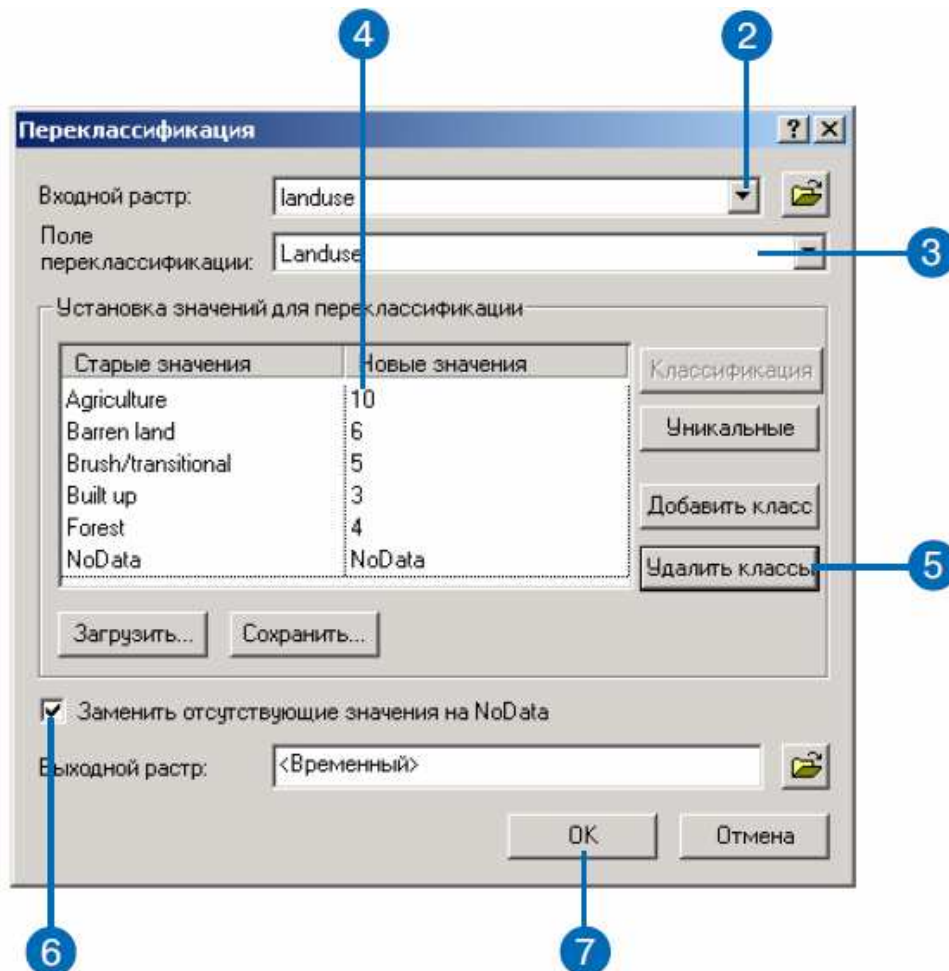 4 2
Переклассификация
Входной растр: landuse
Поле
переклассификации: Landuse
3
Установка значений для переклассификации
Старые значения Новые значения
Классификация
Agriculture 10
Barren land 6
Уникальные
Brush/transitional 5
Built up 3
Добавить класс
Forest 4
NoData NoData
Удалить классы
5
Загрузить... Сохранить...
Заменить отсутствующие значения на NoData
Выходной растр: <Временный>
OK Отмена
6 7